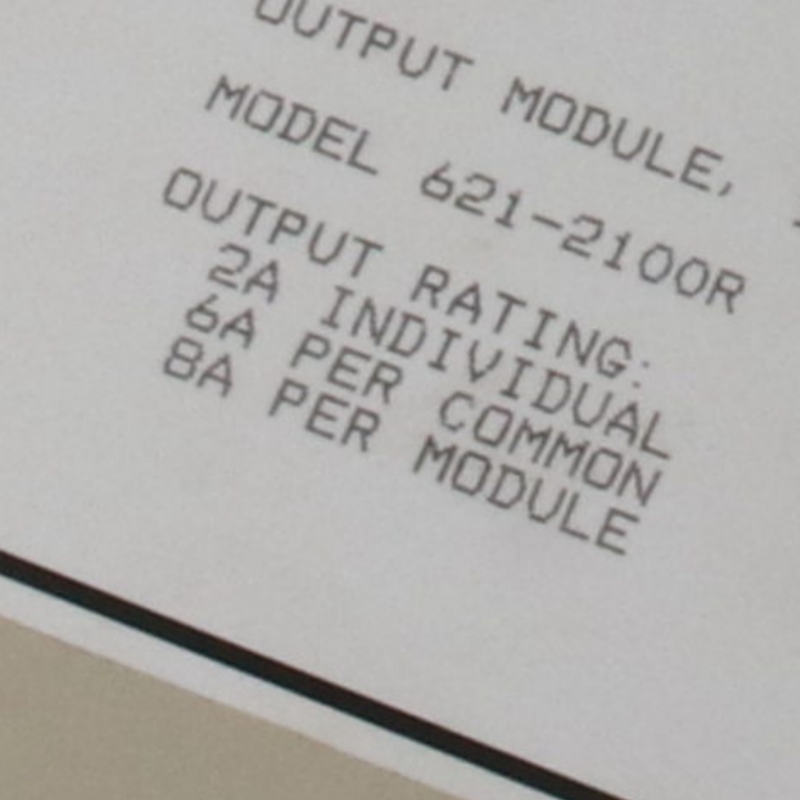 OUTPUT MODULE,
MODEL 621-2100R
OUTPUT RATING:
2A INDIVIDUAL
6A PER COMMON
8A PER MODULE